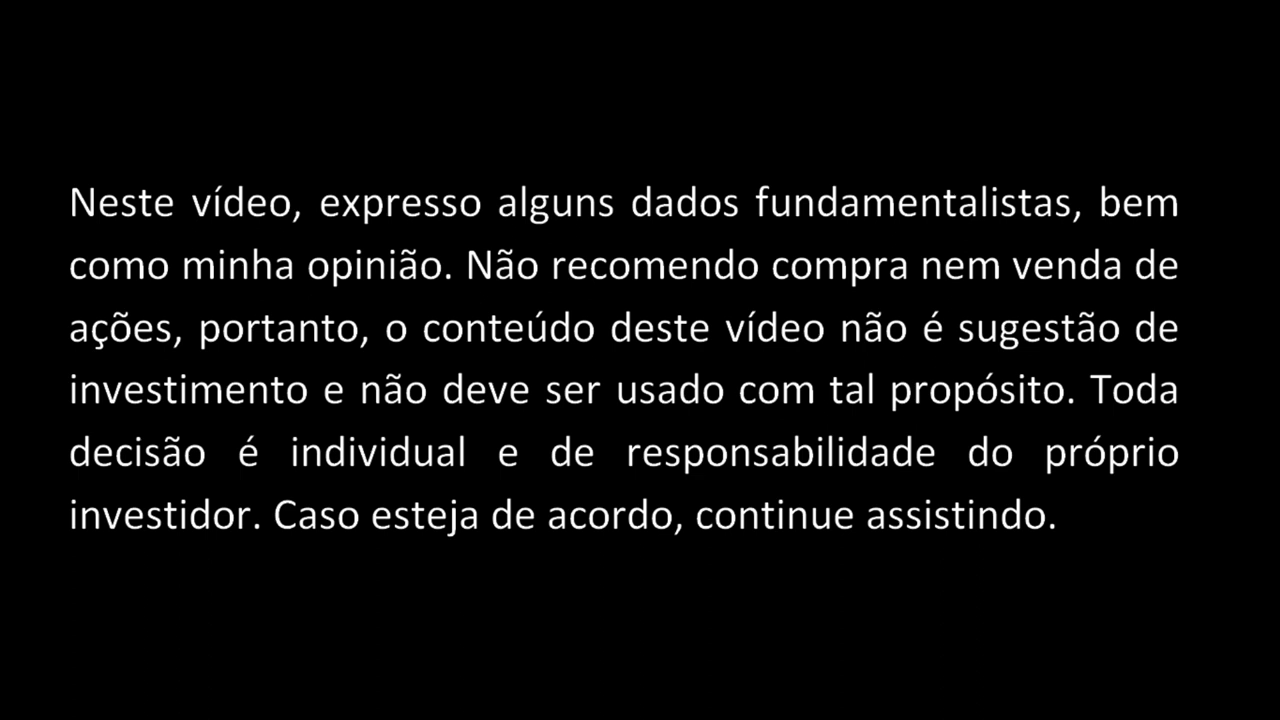 Neste vídeo, expresso alguns dados fundamentalistas, bem
como minha opinião. Não recomendo compra nem venda de
ações, portanto, o conteúdo deste vídeo não é sugestão de
investimento e não deve ser usado com tal propósito. Toda
decisão é individual e de responsabilidade do próprio
investidor. Caso esteja de acordo, continue assistindo.